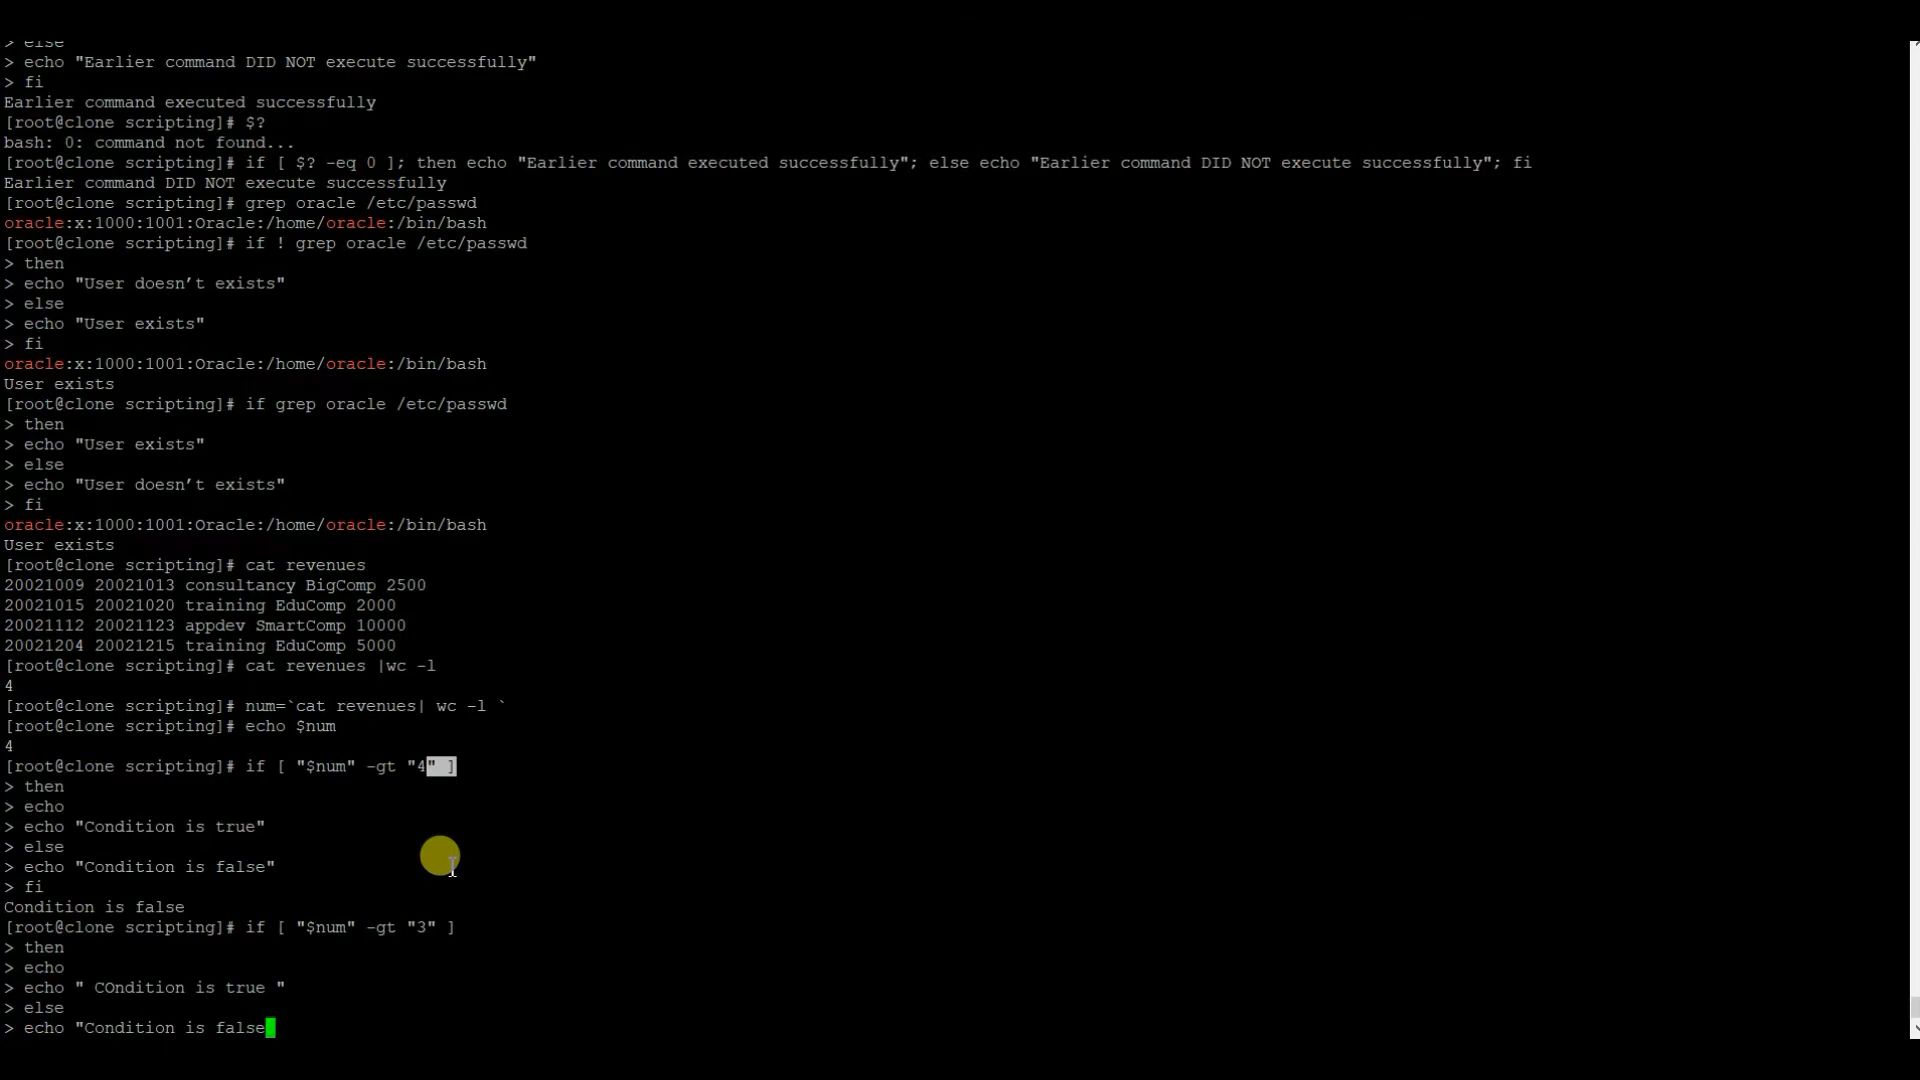 > else
> echo "Earlier command DID NOT execute successfully"
> fi
Earlier command executed successfully
[root@clone scripting]# $?
bash: 0: command not found...
[root@clone scripting]# if [ $? -eq 0 ]; then echo "Earlier command executed successfully"; else echo "Earlier command DID NOT execute successfully"; fi
Earlier command DID NOT execute successfully
[root@clone scripting]# grep oracle /etc/passwd
oracle:x:1000:1001:Oracle:/home/oracle:/bin/bash
[root@clone scripting]# if ! grep oracle /etc/passwd
> then
> echo "User doesn’t exists"
> else
> echo "User exists"
> fi
oracle:x:1000:1001:Oracle:/home/oracle:/bin/bash
User exists
[root@clone scripting]# if grep oracle /etc/passwd
> then
> echo "User exists"
> else
> echo "User doesn’t exists"
> fi
oracle:x:1000:1001:Oracle:/home/oracle:/bin/bash
User exists
[root@clone scripting]# cat revenues
20021009 20021013 consultancy BigComp 2500
20021015 20021020 training EduComp 2000
20021112 20021123 appdev SmartComp 10000
20021204 20021215 training EduComp 5000
[root@clone scripting]# cat revenues |wc -l
4
[root@clone scripting]# num=`cat revenues| wc -l `
[root@clone scripting]# echo $num
4
[root@clone scripting]# if [ "$num" -gt "4" ]
> then
> echo
> echo "Condition is true"
> else
> echo "Condition is false"
> fi
Condition is false
[root@clone scripting]# if [ "$num" -gt "3" ]
> then
> echo
> echo " COndition is true "
> else
> echo "Condition is false